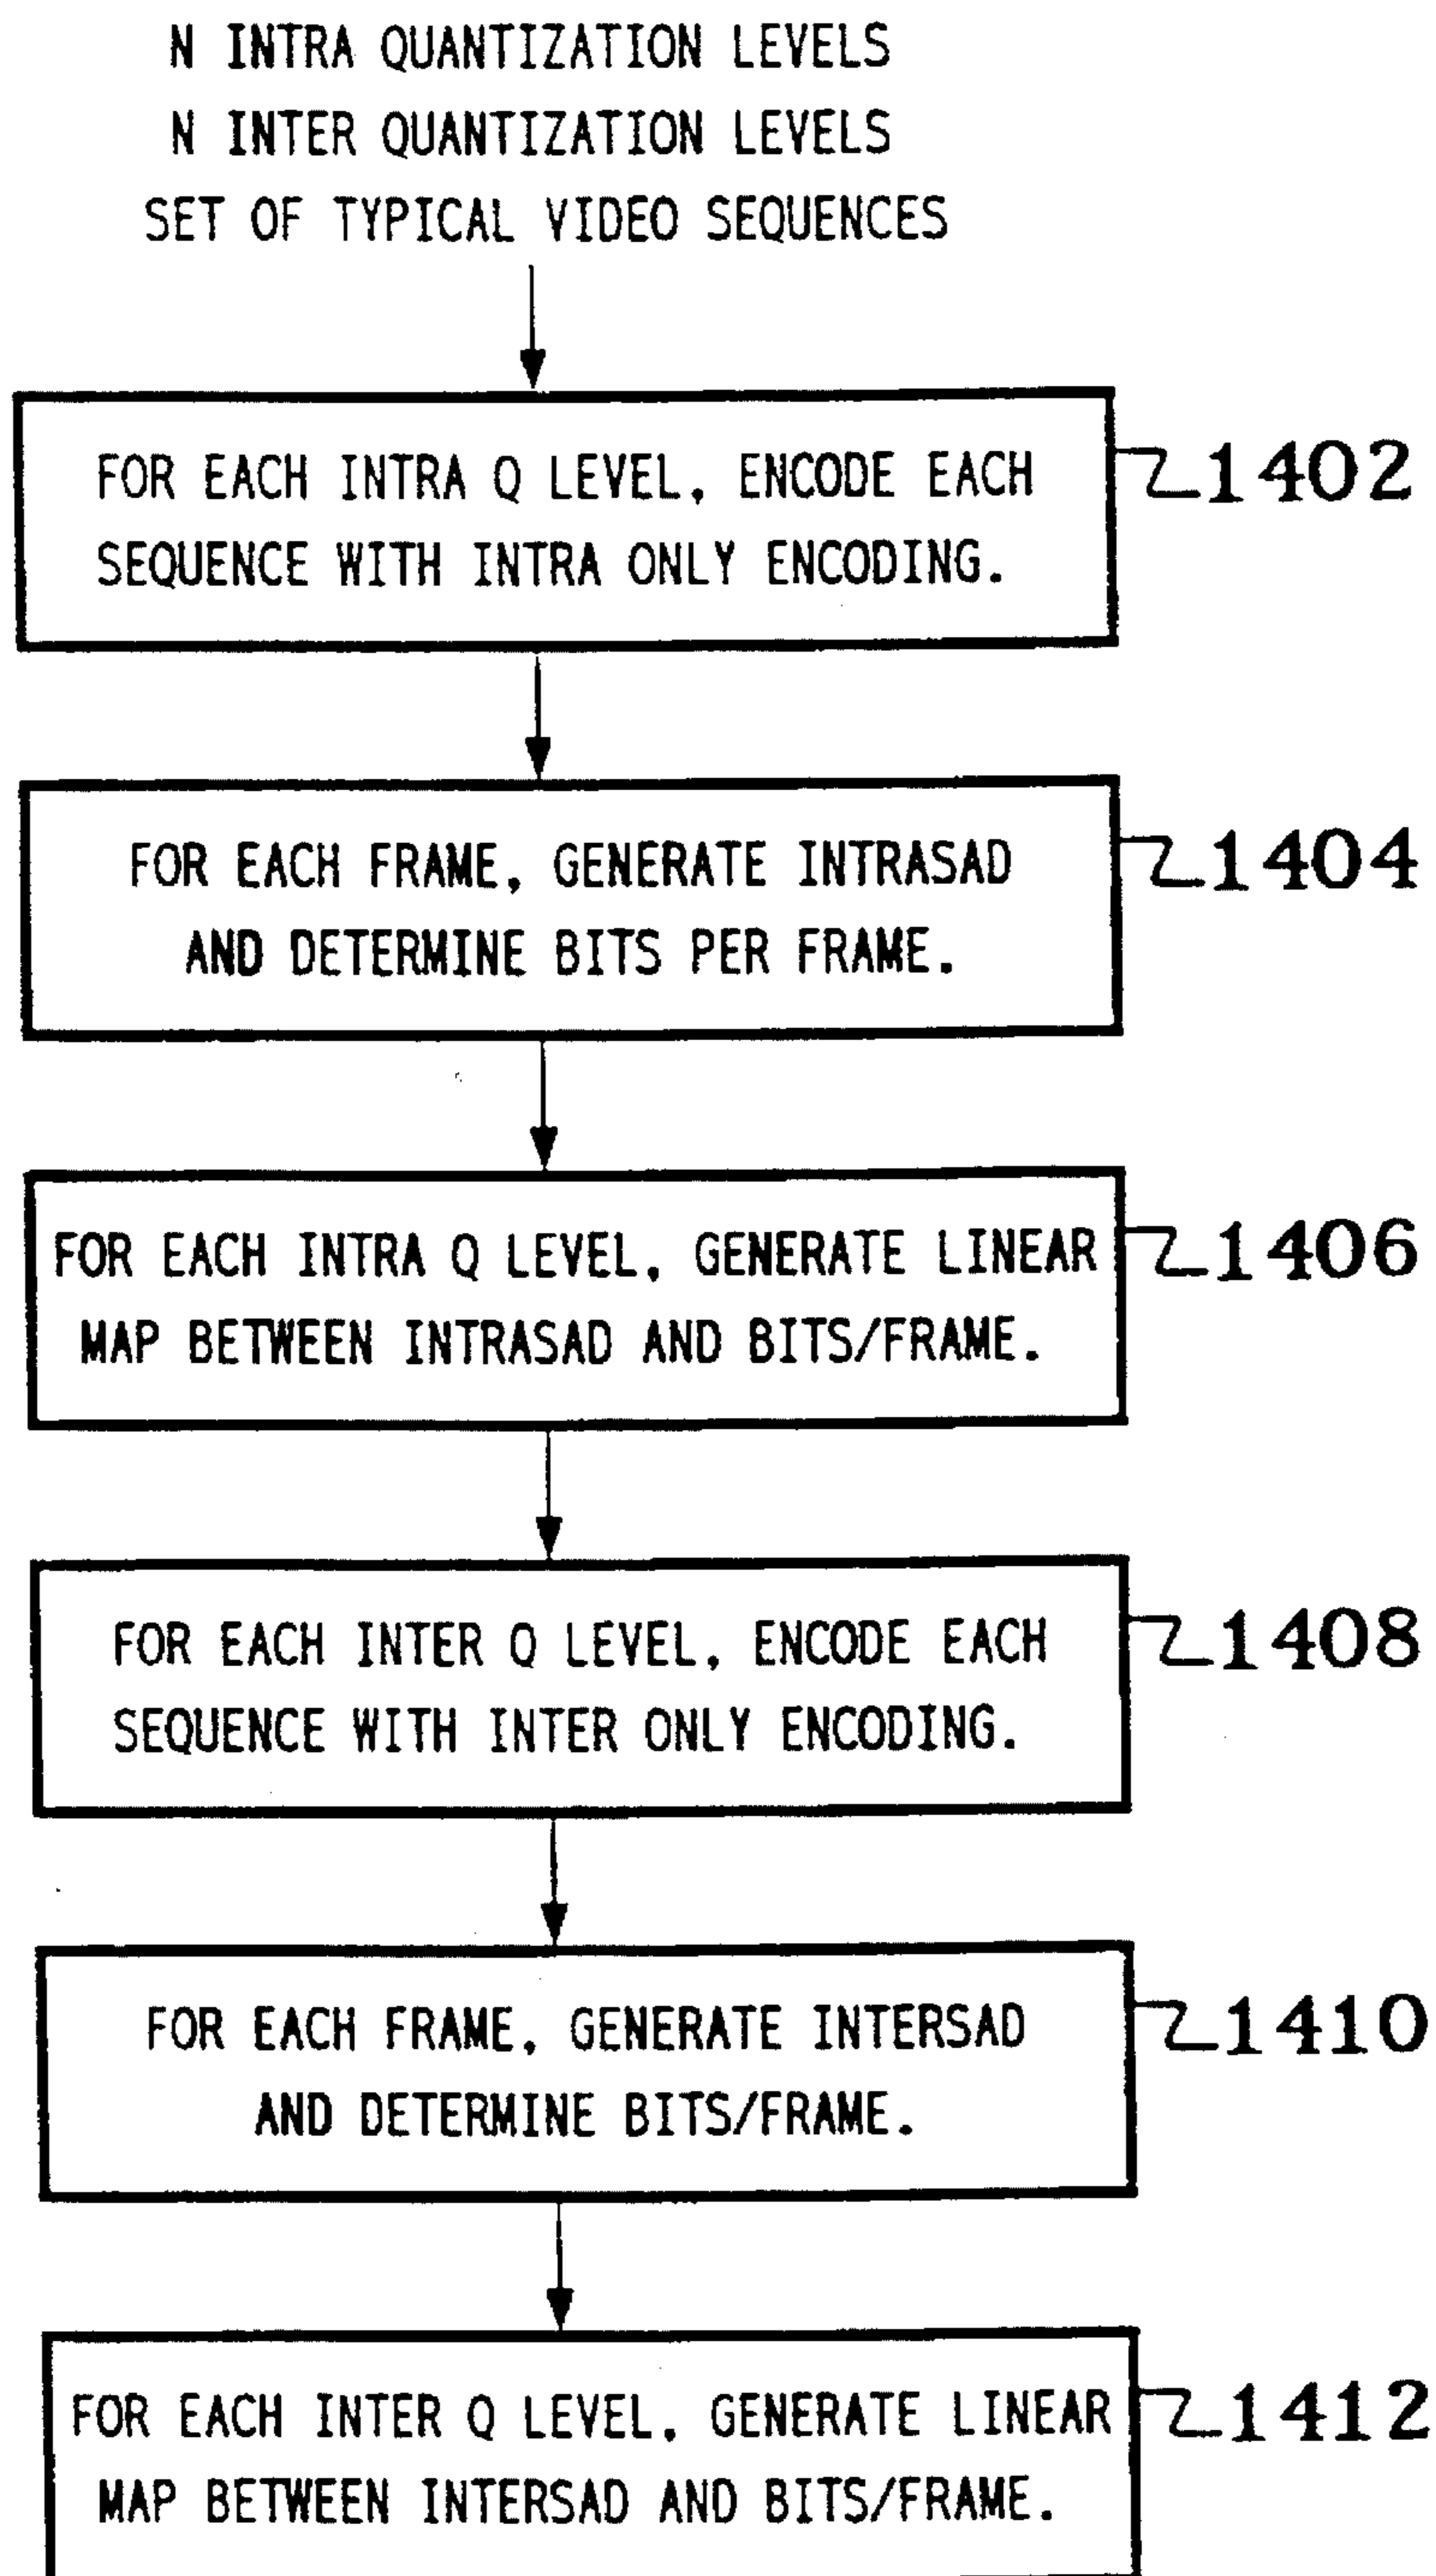 N INTRA QUANTIZATION LEVELS
N INTER QUANTIZATION LEVELS
SET OF TYPICAL VIDEO SEQUENCES
FOR EACH INTRA Q LEVEL, ENCODE EACH
SEQUENCE WITH INTRA ONLY ENCODING.
1402
FOR EACH FRAME, GENERATE INTRASAD
AND DETERMINE BITS PER FRAME.
1404
FOR EACH INTRA Q LEVEL, GENERATE LINEAR
MAP BETWEEN INTRASAD AND BITS/FRAME.
1406
FOR EACH INTER Q LEVEL, ENCODE EACH
SEQUENCE WITH INTER ONLY ENCODING.
1408
FOR EACH FRAME, GENERATE INTERSAD
AND DETERMINE BITS/FRAME.
1410
FOR EACH INTER Q LEVEL, GENERATE LINEAR
MAP BETWEEN INTERSAD AND BITS/FRAME.
1412